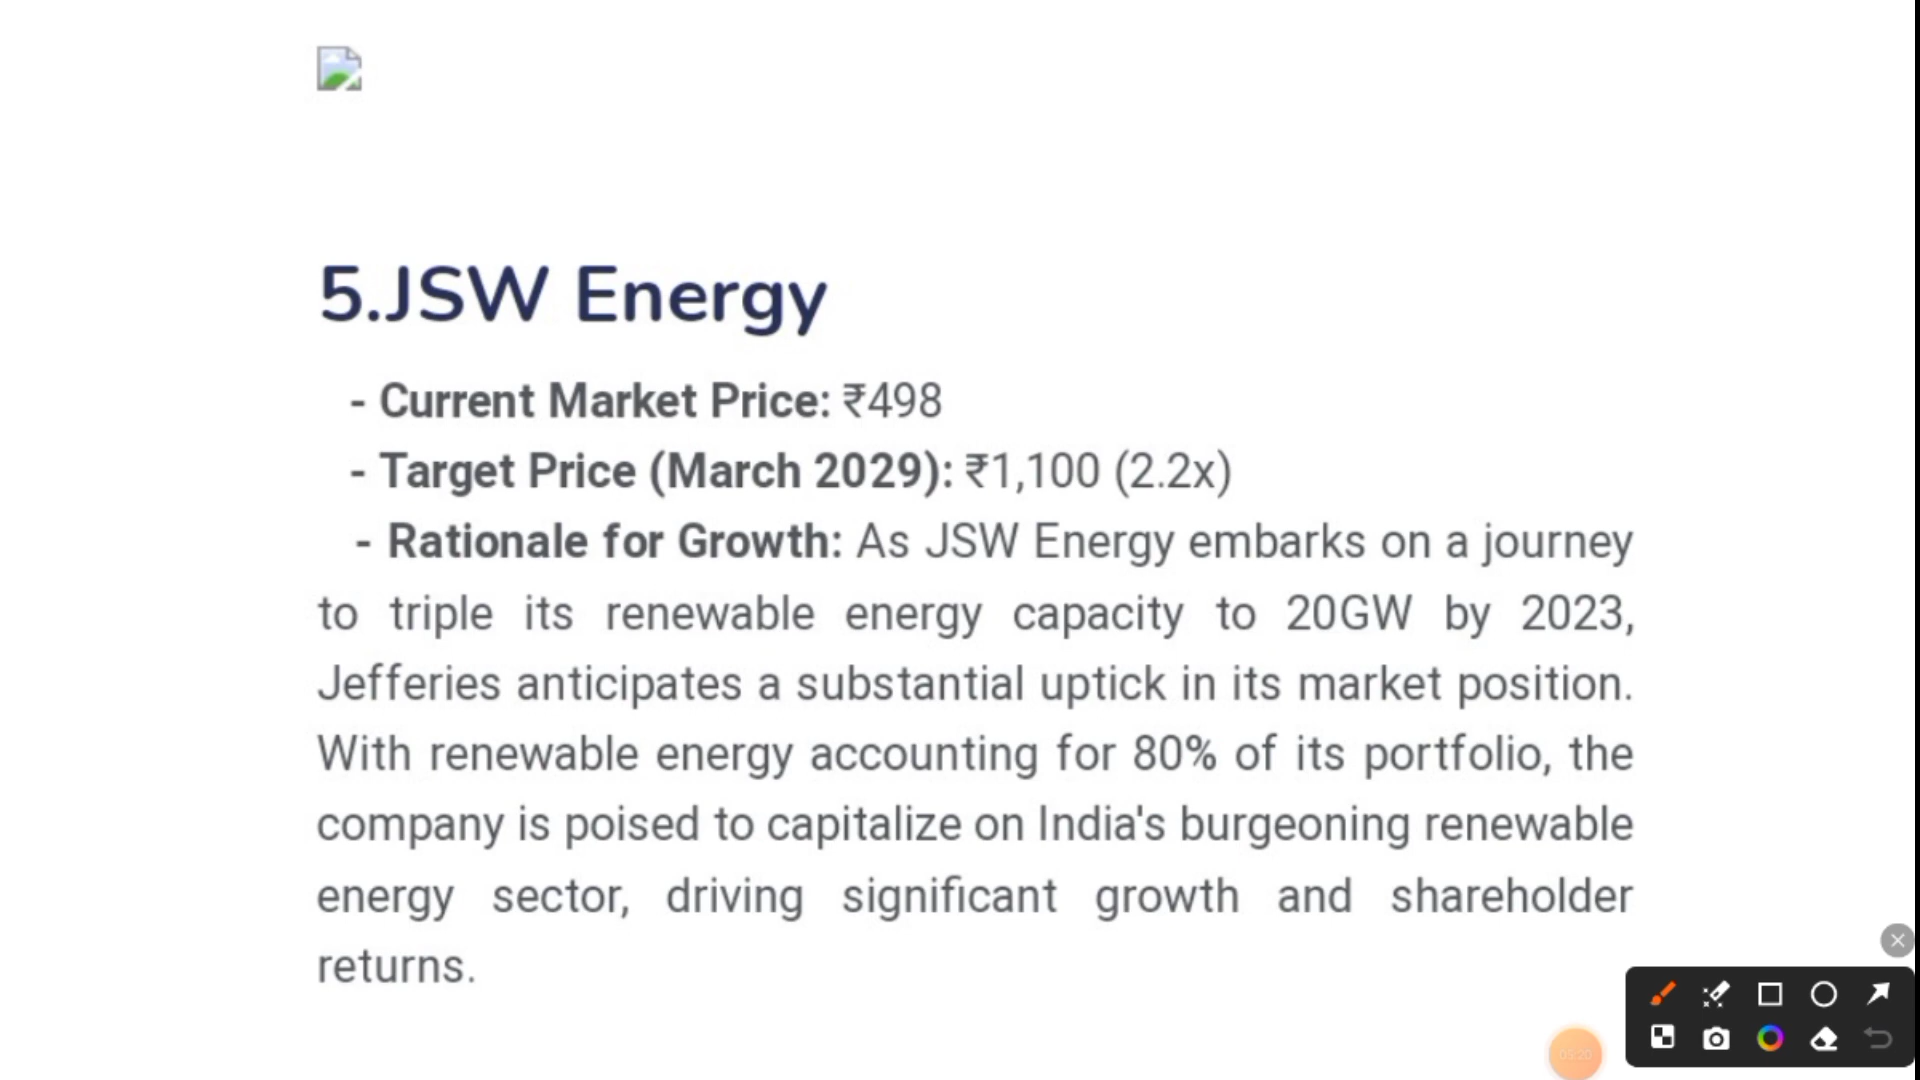 5.JSW Energy
- Current Market Price: ₹498
- Target Price (March 2029): ₹1,100 (2.2x)
- Rationale for Growth: As JSW Energy embarks on a journey
to triple its renewable energy capacity to 20GW by 2023,
Jefferies anticipates a substantial uptick in its market position.
With renewable energy accounting for 80% of its portfolio, the
company is poised to capitalize on India's burgeoning renewable
energy sector, driving significant growth and shareholder
returns.
05:20